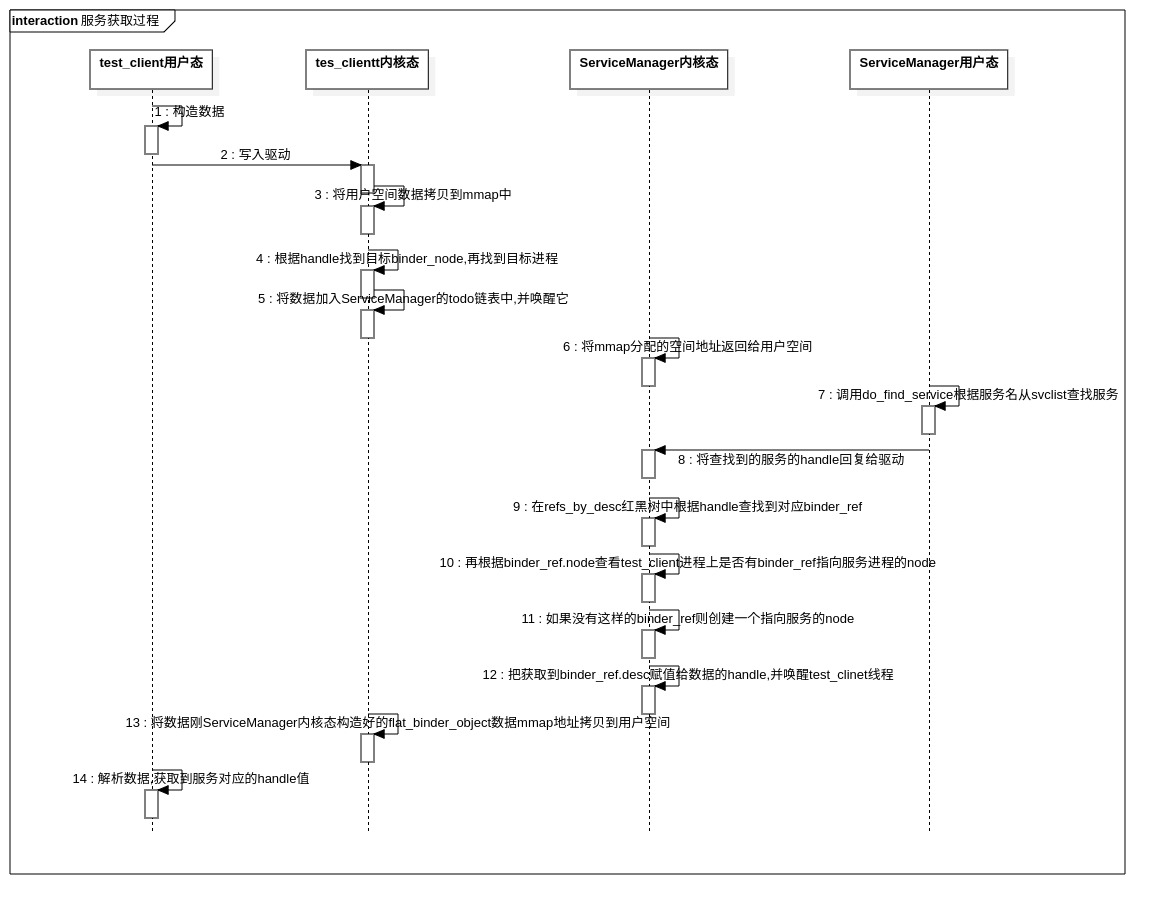 interaction 服务获取过程
test_client用户态
tes_clientt内核态
ServiceManager内核态
ServiceManager用户态
1 : 构造数据
2 : 写入驱动
3 : 将用户空间数据拷贝到mmap中
4 : 根据handle找到目标binder_node,再找到目标进程
5 : 将数据加入ServiceManager的todo链表中,并唤醒它
6 : 将mmap分配的空间地址返回给用户空间
7 : 调用do_find_service根据服务名从svclist查找服务
8 : 将查找到的服务的handle回复给驱动
9 : 在refs_by_desc红黑树中根据handle查找到对应binder_ref
10 : 再根据binder_ref.node查看test_client进程上是否有binder_ref指向服务进程的node
11 : 如果没有这样的binder_ref则创建一个指向服务的node
12 : 把获取到binder_ref.desc赋值给数据的handle,并唤醒test_clinet线程
13 : 将数据刚ServiceManager内核态构造好的flat_binder_object数据mmap地址拷贝到用户空间
14 : 解析数据,获取到服务对应的handle值